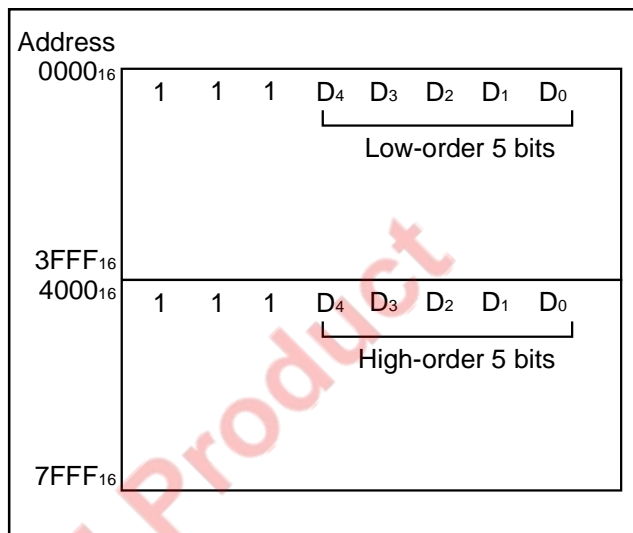 Address
0000₁₆
1 1 1 D₄ D₃ D₂ D₁ D₀
Low-order 5 bits
3FFF₁₆
4000₁₆
1 1 1 D₄ D₃ D₂ D₁ D₀
High-order 5 bits
7FFF₁₆
Product